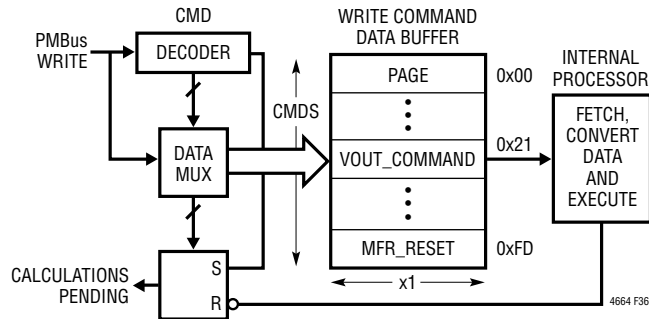 CMD
PMBus
WRITE
DECODER
CMDS
DATA
MUX
S
R
CALCULATIONS
PENDING
WRITE COMMAND
DATA BUFFER
PAGE
0x00
VOUT_COMMAND
0x21
MFR_RESET
0xFD
x1
INTERNAL
PROCESSOR
FETCH,
CONVERT
DATA
AND
EXECUTE
4664 F36